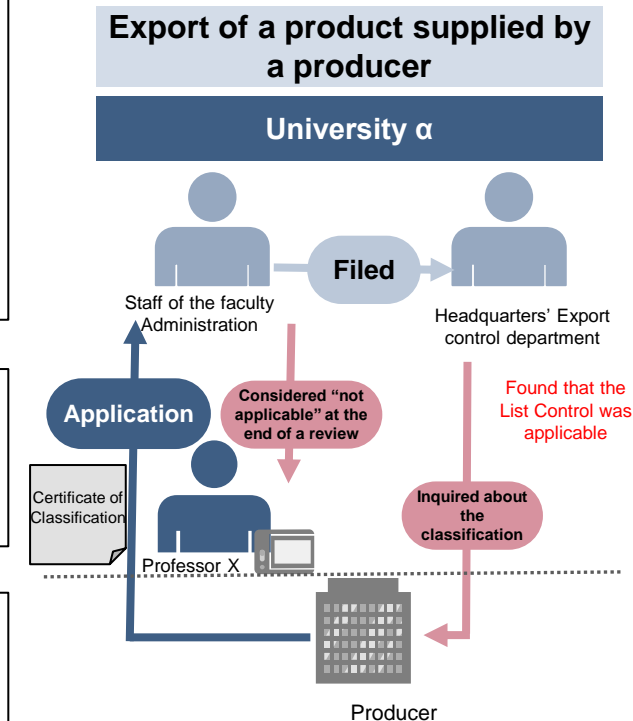 Export of a product supplied by
a producer
University α
Filed
Staff of the faculty
Administration
Headquarters’ Export
control department
Application
Considered “not
applicable” at the
end of a review
Found that the
List Control was
applicable
Certificate of
Classification
Inquired about
the
classification
Professor X
Producer